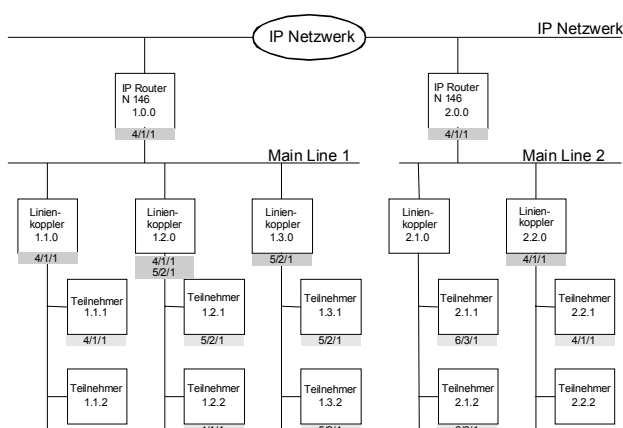 IP Netzwerk
IP Netzwerk
IP Router
N 146
1.0.0
4/1/1
IP Router
N 146
2.0.0
4/1/1
Main Line 1
Main Line 2
Linien-
koppler
1.1.0
4/1/1
Linien-
koppler
1.2.0
4/1/1
5/2/1
Linien-
koppler
1.3.0
5/2/1
Linien-
koppler
2.1.0
Linien-
koppler
2.2.0
4/1/1
Teilnehmer
1.1.1
4/1/1
Teilnehmer
1.2.1
5/2/1
Teilnehmer
1.3.1
5/2/1
Teilnehmer
2.1.1
6/3/1
Teilnehmer
2.2.1
4/1/1
Teilnehmer
1.1.2
Teilnehmer
1.2.2
Teilnehmer
1.3.2
Teilnehmer
2.1.2
Teilnehmer
2.2.2